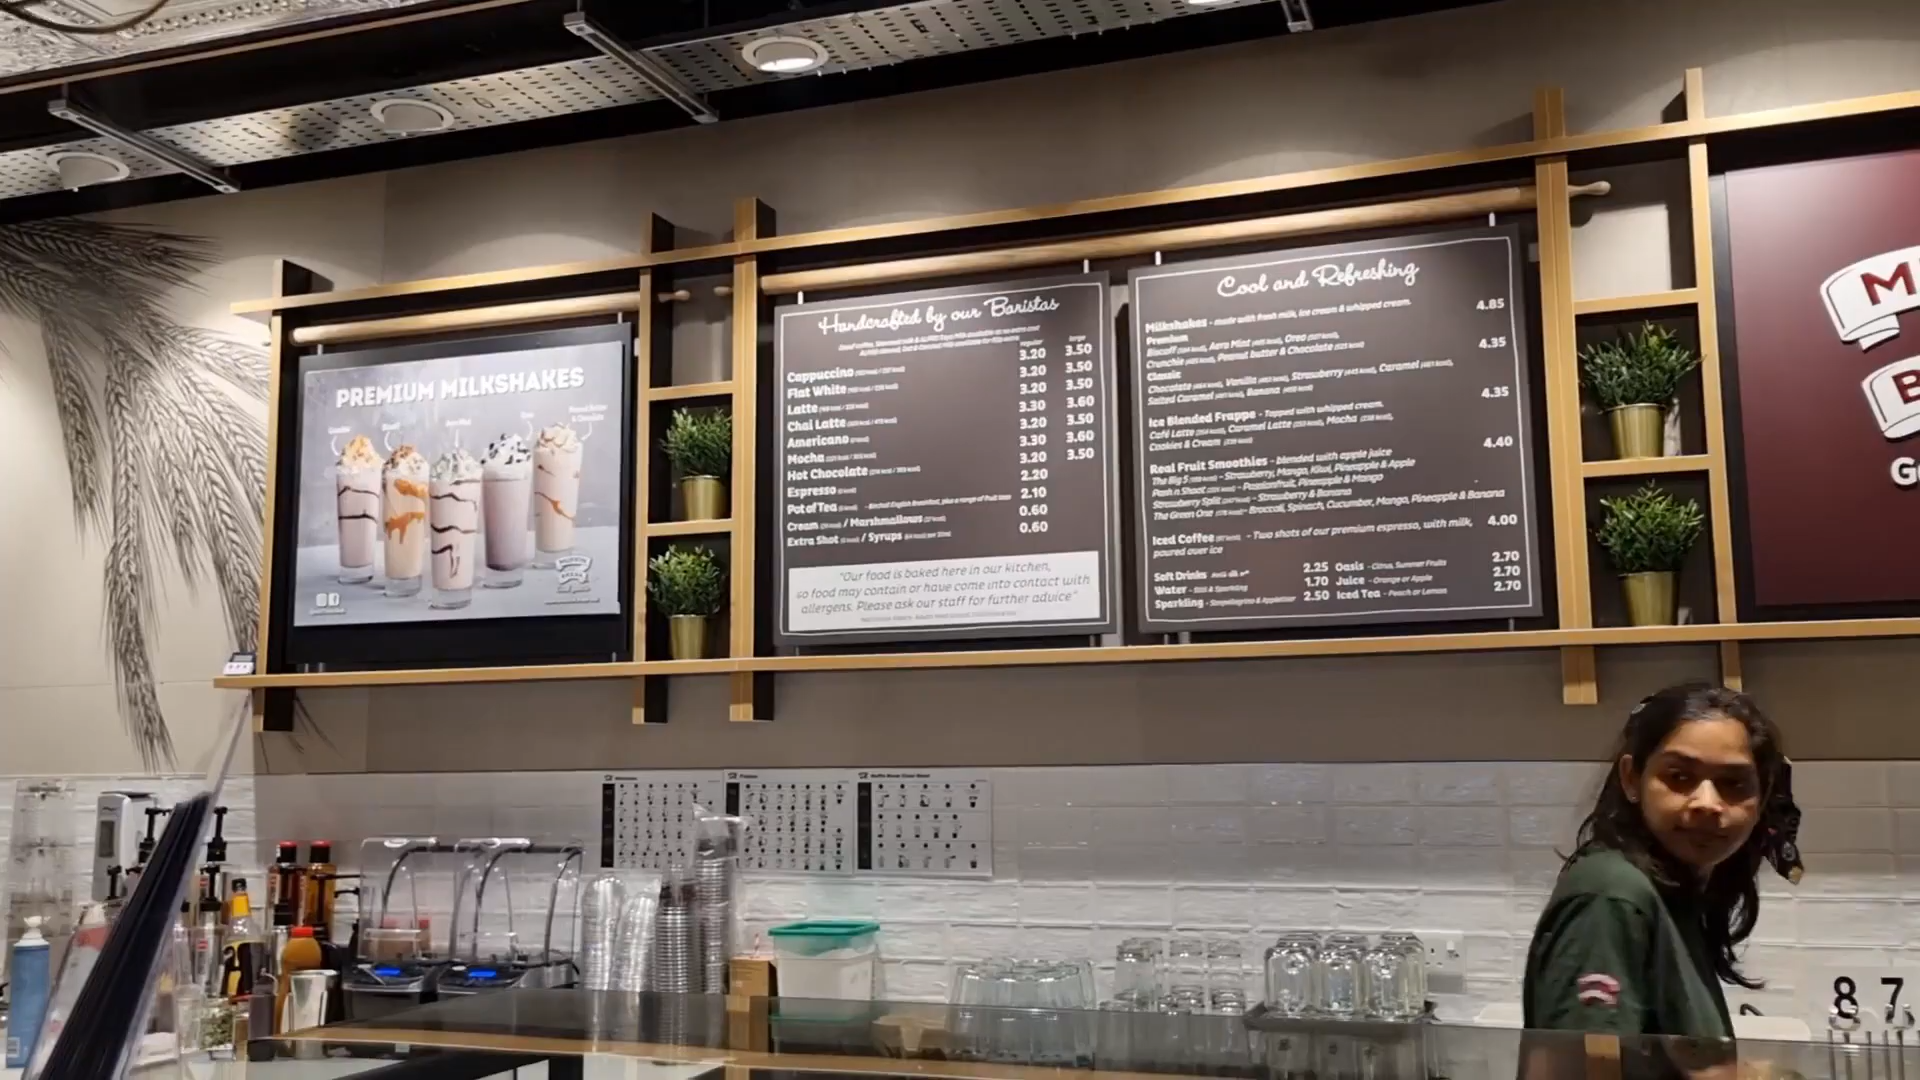 PREMIUM MILKSHAKES
Handcrafted by our Baristas
regular large
Cappuccino 3.20 3.50
Flat White 3.20 3.50
Latte 3.20 3.50
Chai Latte 3.30 3.60
Americano 3.20 3.50
Mocha 3.30 3.60
Hot Chocolate 3.20 3.50
Espresso 2.20
Pot of Tea 2.10
Cream / Marshmallows 0.60
Extra Shot / Syrups 0.60
"Our food is baked here in our kitchen,
so food may contain or have come into contact with
allergens. Please ask our staff for further advice"
Cool and Refreshing
Milkshakes - made with fresh milk, ice cream & whipped cream.
Premium 4.85
Biscoff, Aero Mint, Oreo
Crunchie, Peanut butter & Chocolate
Classic 4.35
Chocolate, Vanilla, Strawberry, Caramel
Salted Caramel, Banana
Ice Blended Frappe - Topped with whipped cream. 4.35
Café Latte, Caramel Latte, Mocha
Cookies & Cream
Real Fruit Smoothies - blended with apple juice 4.40
The Big 5 - Strawberry, Mango, Kiwi, Pineapple & Apple
Pash n Shoot - Passionfruit, Pineapple & Mango
Strawberry Split - Strawberry & Banana
The Green One - Broccoli, Spinach, Cucumber, Mango, Pineapple & Banana
Iced Coffee - Two shots of our premium espresso, with milk, 4.00
poured over ice
Soft Drinks 2.25 Oasis - Citrus, Summer Fruits 2.70
Water - Still & Sparkling 1.70 Juice - Orange or Apple 2.70
Sparkling 2.50 Iced Tea - Peach or Lemon 2.70
M
B
8 7